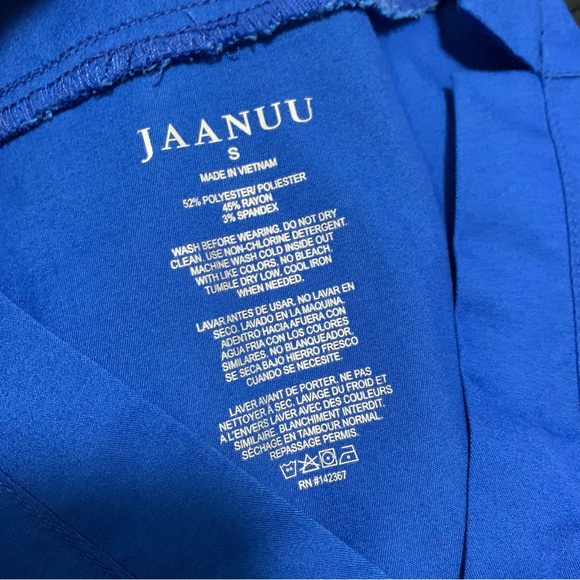 JAANUU
S
MADE IN VIETNAM
52% POLYESTER/ POLIESTER
45% RAYON
3% SPANDEX
WASH BEFORE WEARING. DO NOT DRY
CLEAN. USE NON-CHLORINE DETERGENT.
MACHINE WASH COLD INSIDE OUT
WITH LIKE COLORS, NO BLEACH.
TUMBLE DRY LOW, COOL IRON
WHEN NEEDED.
LAVAR ANTES DE USAR. NO LAVAR EN
SECO. LAVADO EN LA MAQUINA.
ADENTRO HACIA AFUERA CON
AGUA FRIA CON LOS COLORES
SIMILARES. NO BLANQUEADOR.
SE SECA BAJO HIERRO FRESCO
CUANDO SE NECESITE.
LAVER AVANT DE PORTER. NE PAS
NETTOYER À SEC. LAVAGE DU FROID ET
A L'ENVERS LAVER AVEC DES COULEURS
SIMILAIRE. BLANCHIMENT INTERDIT.
SÉCHAGE EN TAMBOUR NORMAL.
REPASSAGE PERMIS.
RN #142367